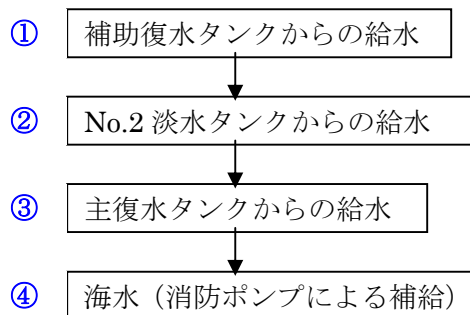 ① 補助復水タンクからの給水
② No.2 淡水タンクからの給水
③ 主復水タンクからの給水
④ 海水（消防ポンプによる補給）